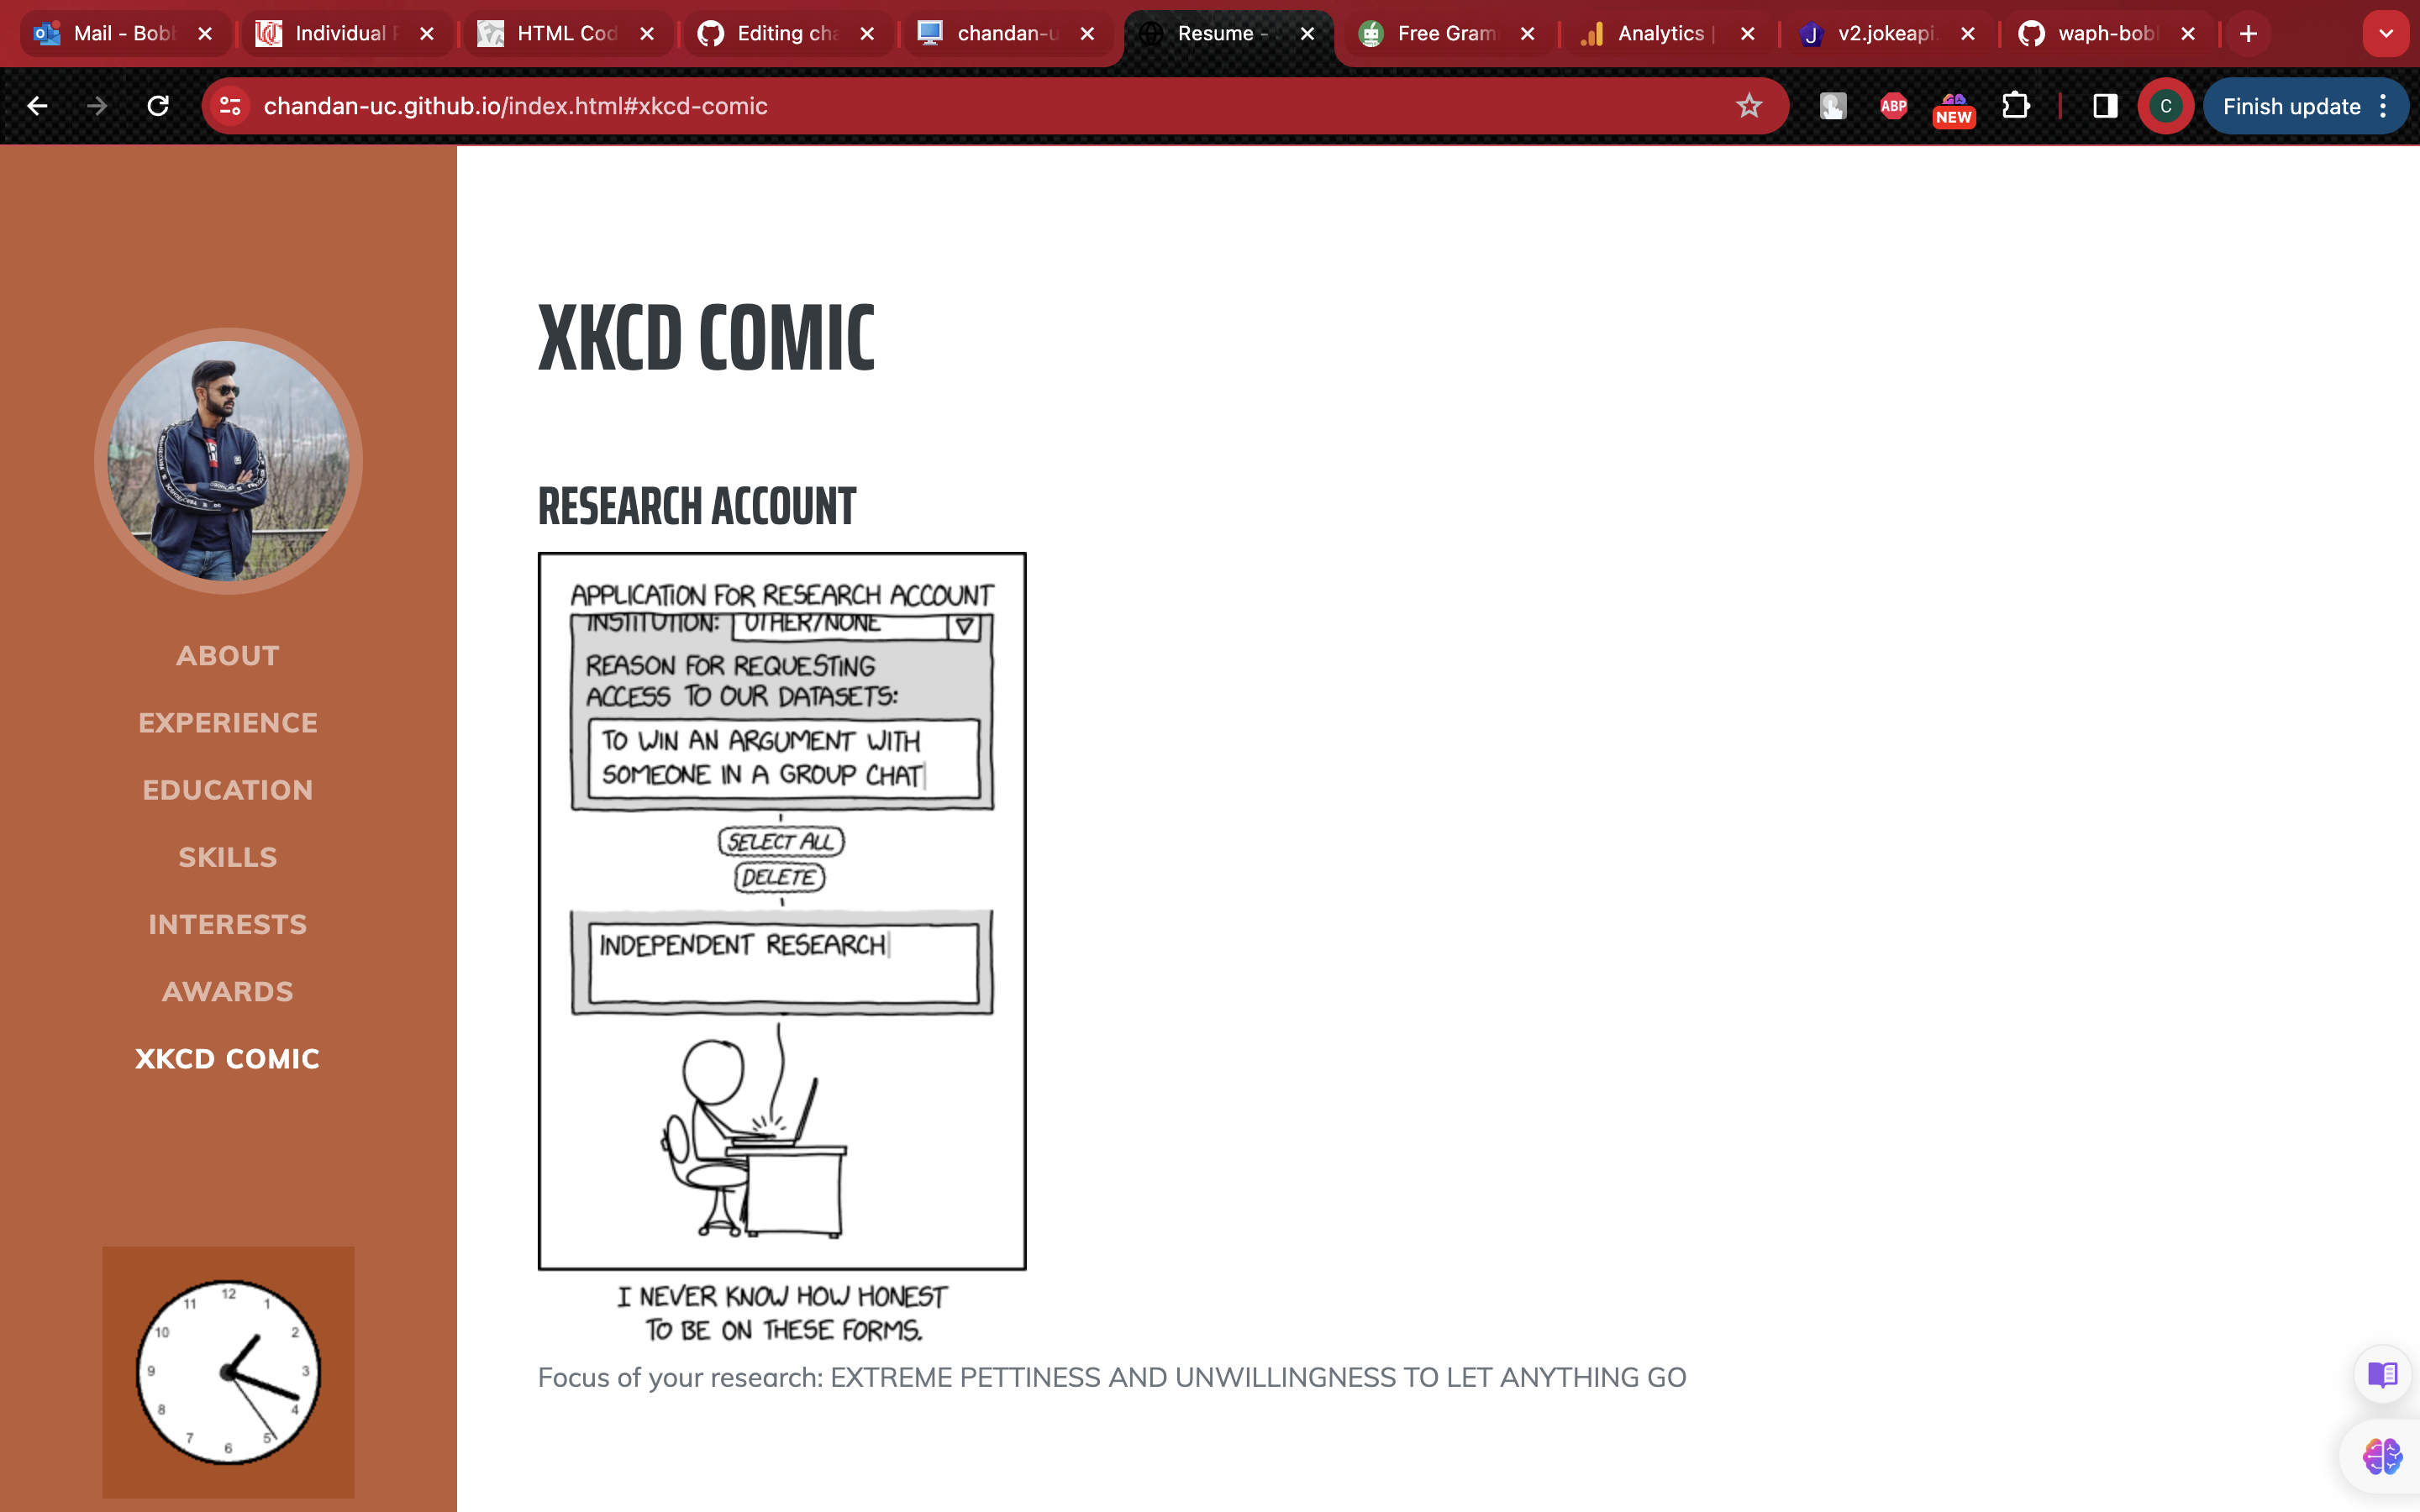 Mail - Bob
Individual P
HTML Cod
Editing cha
chandan-u
Resume -
Free Gram
Analytics |
v2.jokeapi.
waph-bob
chandan-uc.github.io/index.html#xkcd-comic
ABP
NEW
C
Finish update
ABOUT
EXPERIENCE
EDUCATION
SKILLS
INTERESTS
AWARDS
XKCD COMIC
12
11
1
10
2
9
3
8
4
7
5
6
XKCD COMIC
RESEARCH ACCOUNT
APPLICATION FOR RESEARCH ACCOUNT
INSTITUTION: OTHER/NONE
REASON FOR REQUESTING
ACCESS TO OUR DATASETS:
TO WIN AN ARGUMENT WITH
SOMEONE IN A GROUP CHAT
SELECT ALL
DELETE
INDEPENDENT RESEARCH
I NEVER KNOW HOW HONEST
TO BE ON THESE FORMS.
Focus of your research: EXTREME PETTINESS AND UNWILLINGNESS TO LET ANYTHING GO